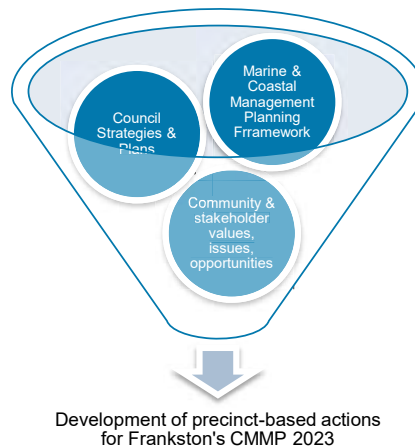 Marine &
Coastal
Management
Planning
Frramework
Council
Strategies &
Plans
Community &
stakeholder
values,
issues,
opportunities
Development of precinct-based actions
for Frankston's CMMP 2023